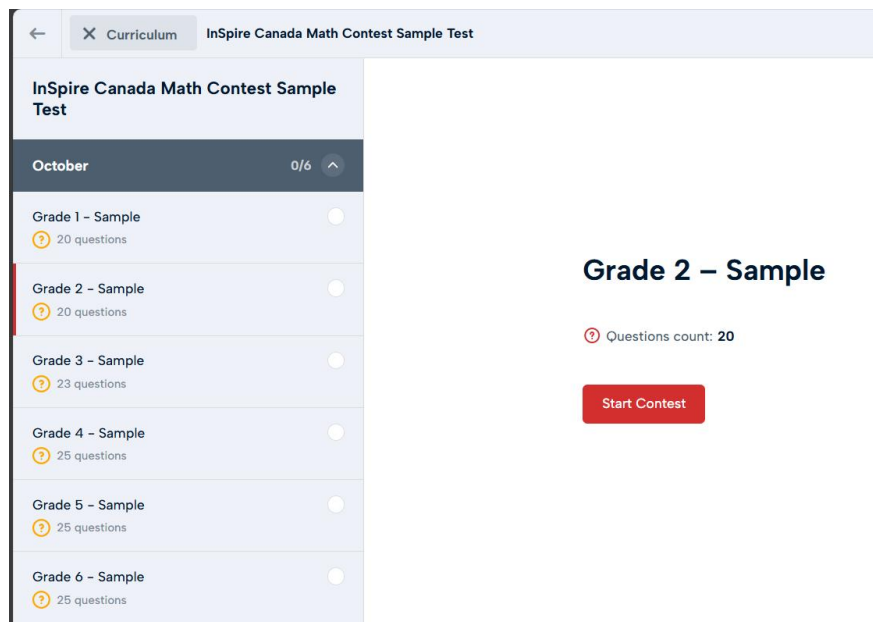 Curriculum
InSpire Canada Math Contest Sample Test
InSpire Canada Math Contest Sample
Test
October
0/6
Grade 1 – Sample
20 questions
Grade 2 – Sample
20 questions
Grade 3 – Sample
23 questions
Grade 4 – Sample
25 questions
Grade 5 – Sample
25 questions
Grade 6 – Sample
25 questions
Grade 2 – Sample
Questions count: 20
Start Contest